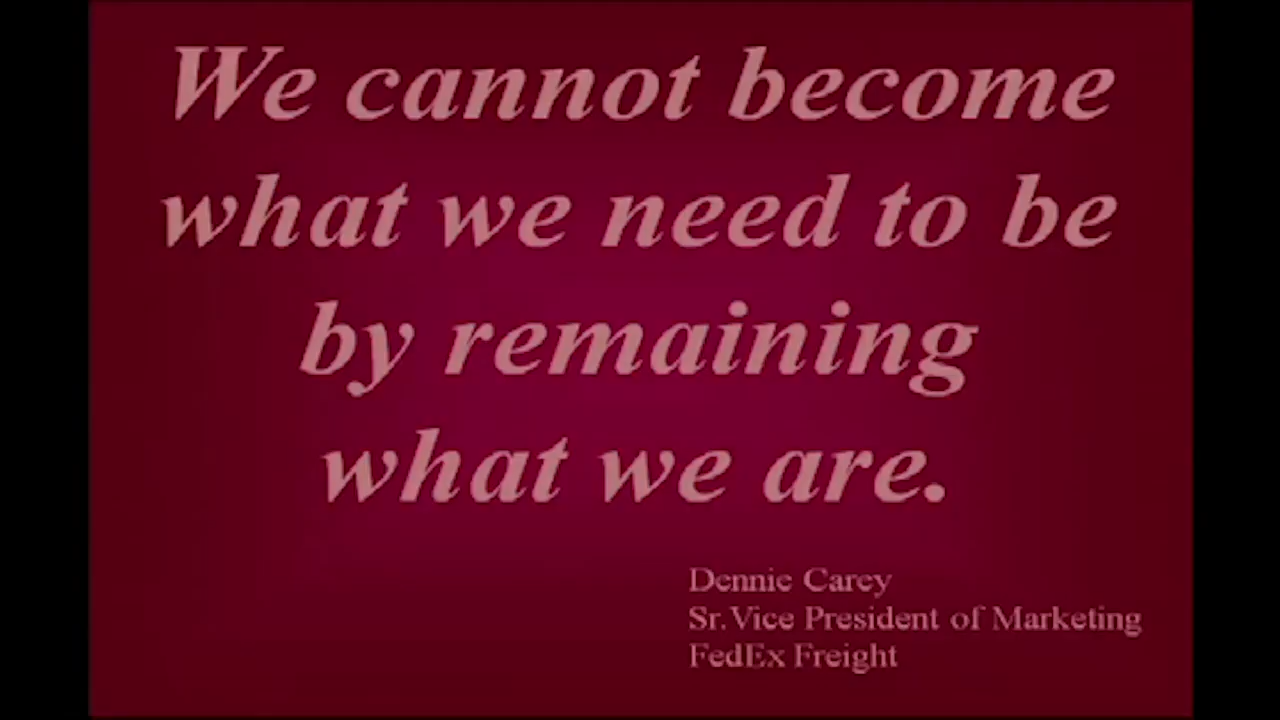 We cannot become
what we need to be
by remaining
what we are.
Dennie Carey
Sr.Vice President of Marketing
FedEx Freight